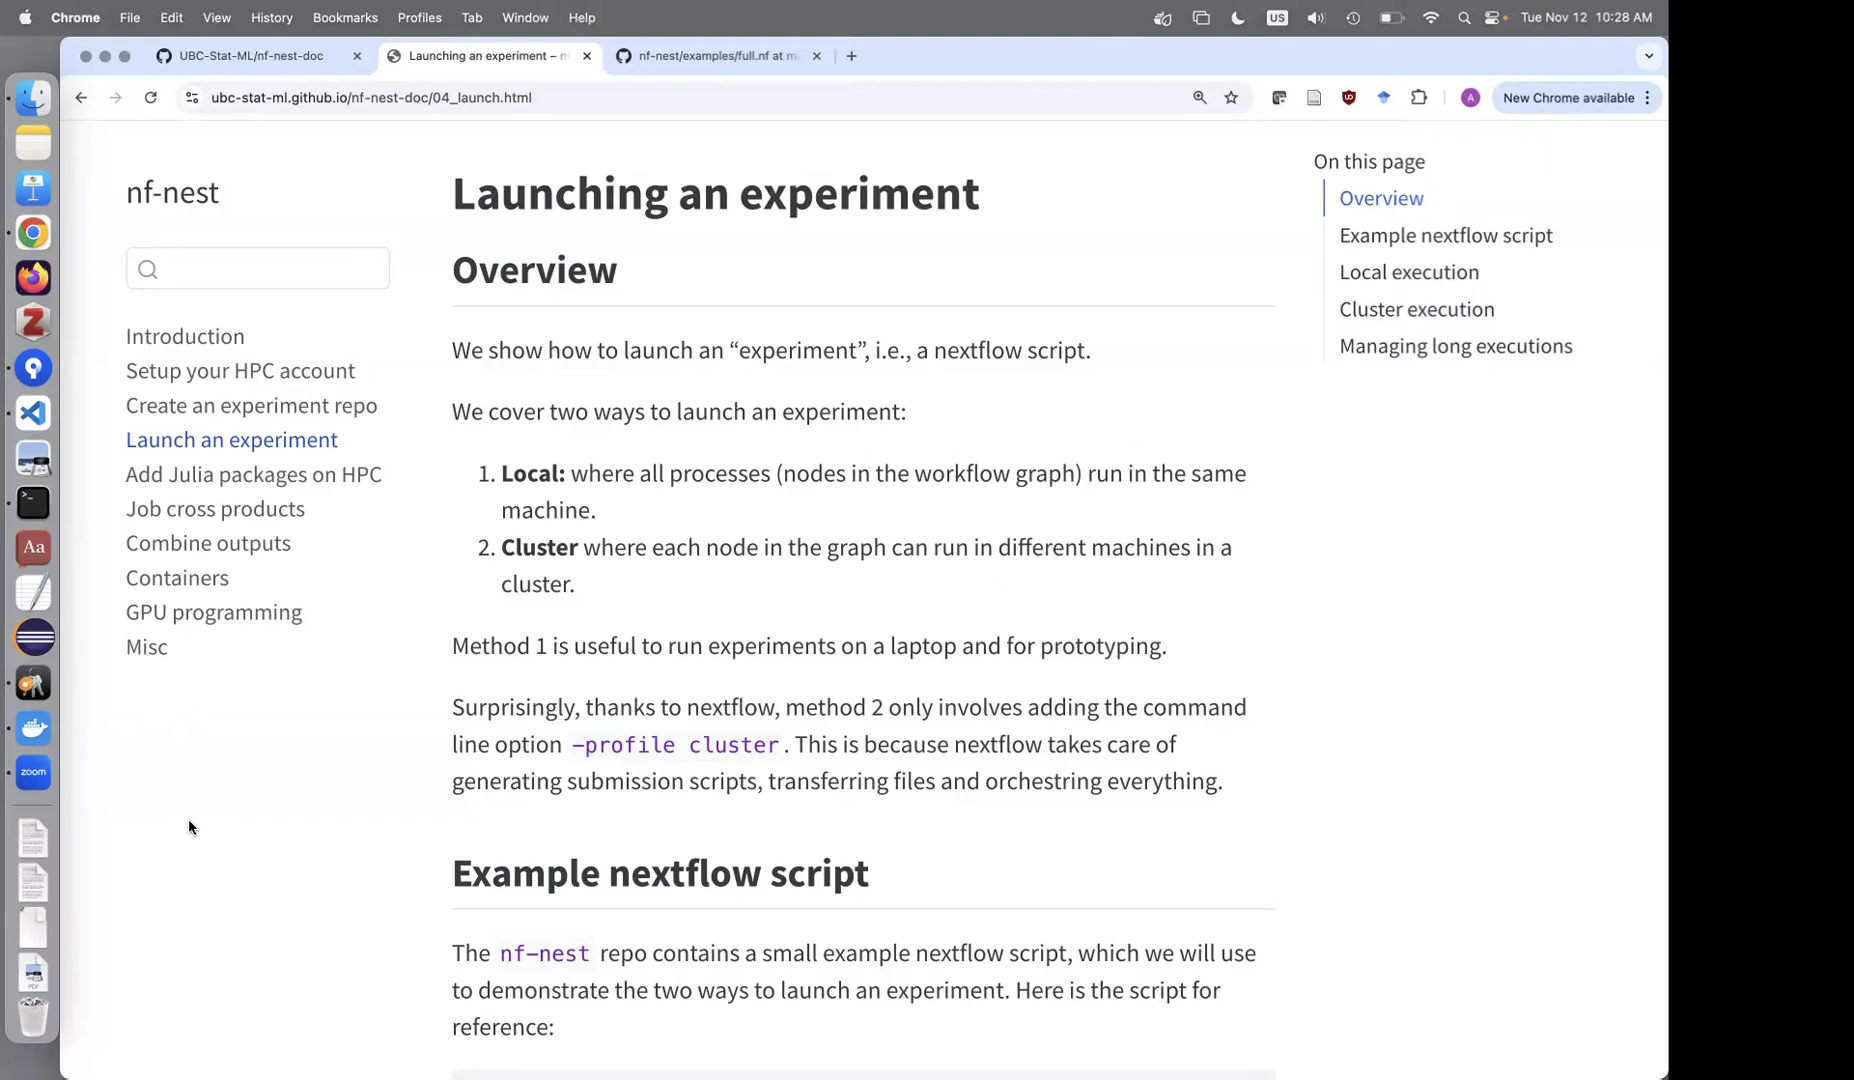 Chrome File Edit View History Bookmarks Profiles Tab Window Help US Tue Nov 12 10:28 AM
UBC-Stat-ML/nf-nest-doc Launching an experiment – n nf-nest/examples/full.nf at m
ubc-stat-ml.github.io/nf-nest-doc/04_launch.html A New Chrome available
nf-nest
Introduction
Setup your HPC account
Create an experiment repo
Launch an experiment
Add Julia packages on HPC
Job cross products
Combine outputs
Containers
GPU programming
Misc
Launching an experiment
Overview
We show how to launch an “experiment”, i.e., a nextflow script.
We cover two ways to launch an experiment:
1. Local: where all processes (nodes in the workflow graph) run in the same
machine.
2. Cluster where each node in the graph can run in different machines in a
cluster.
Method 1 is useful to run experiments on a laptop and for prototyping.
Surprisingly, thanks to nextflow, method 2 only involves adding the command
line option -profile cluster. This is because nextflow takes care of
generating submission scripts, transferring files and orchestring everything.
Example nextflow script
The nf-nest repo contains a small example nextflow script, which we will use
to demonstrate the two ways to launch an experiment. Here is the script for
reference:
On this page
Overview
Example nextflow script
Local execution
Cluster execution
Managing long executions
Aa
zoom
PDF